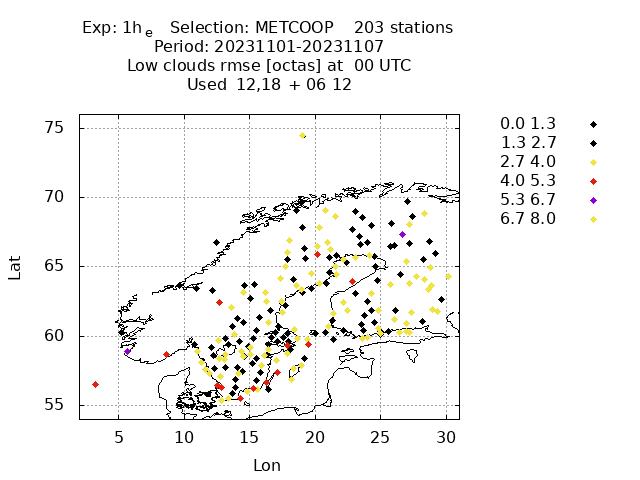 Exp: 1h e Selection: METCOOP 203 stations
Period: 20231101-20231107
Low clouds rmse [octas] at 00 UTC
Used 12,18 + 06 12
75
70
65
60
55
Lat
5 10 15 20 25 30
Lon
0.0 1.3
1.3 2.7
2.7 4.0
4.0 5.3
5.3 6.7
6.7 8.0